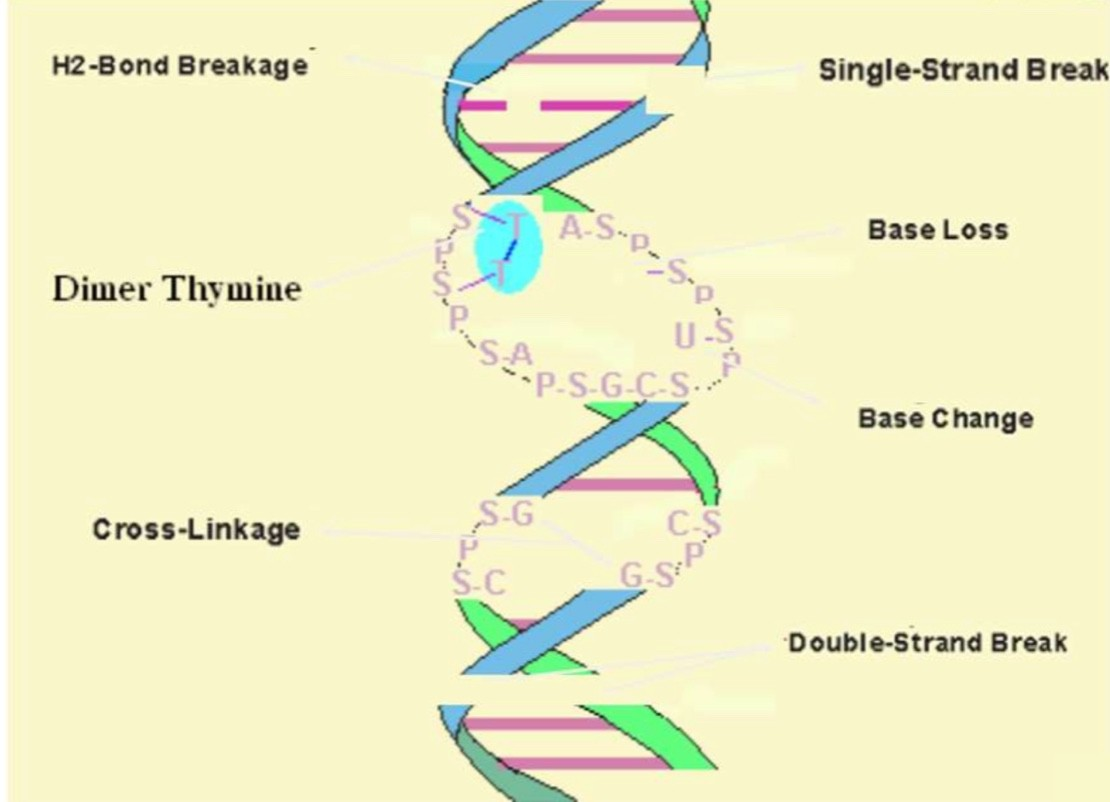 H2-Bond Breakage
Single-Strand Break
S T A-S P
P Base Loss
S T -S
Dimer Thymine P
P U-S
S-A P
P-S-G-C-S
Base Change
S-G C-S
Cross-Linkage
P P
S-C G-S
Double-Strand Break